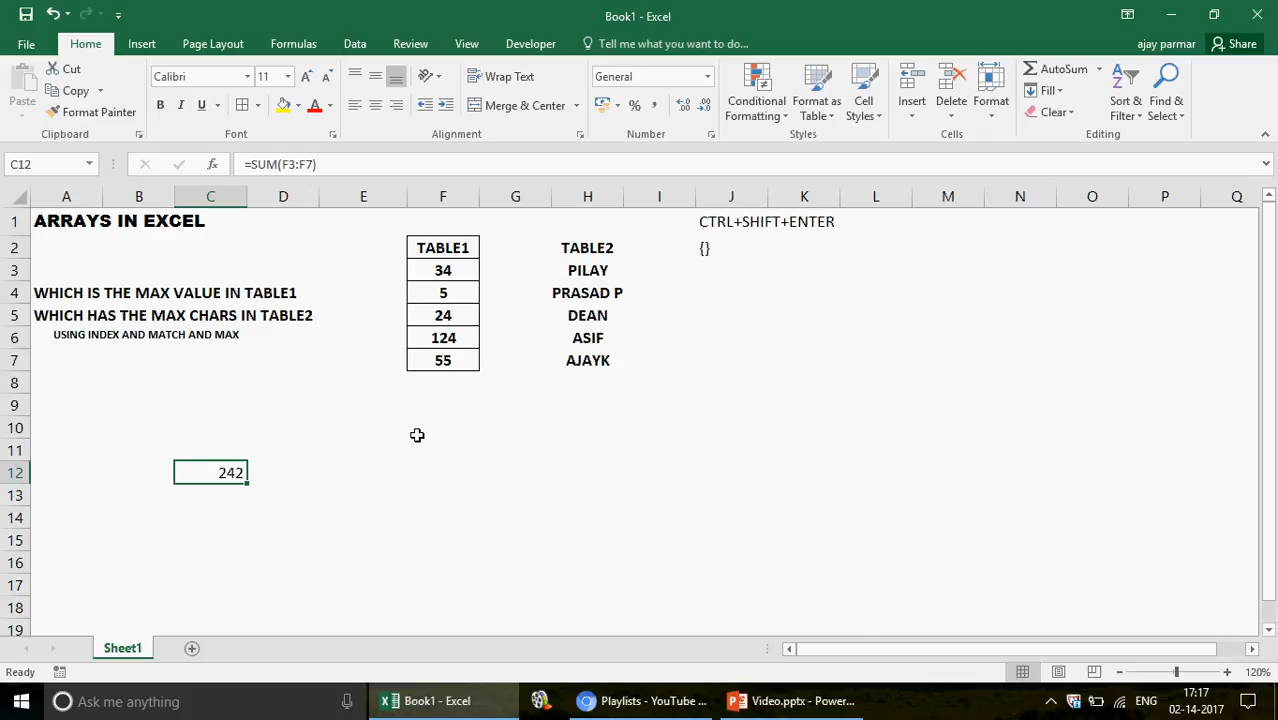 Book1 - Excel
File Home Insert Page Layout Formulas Data Review View Developer Tell me what you want to do... ajay parmar Share
Paste Cut Copy Format Painter Clipboard
Calibri 11 B I U A Font
Wrap Text Merge & Center Alignment
General % , Number
Conditional Formatting Format as Table Cell Styles Styles
Insert Delete Format Cells
AutoSum Fill Clear Sort & Filter Find & Select Editing
C12 fx =SUM(F3:F7)
A B C D E F G H I J K L M N O P Q
1 ARRAYS IN EXCEL CTRL+SHIFT+ENTER
2 TABLE1 TABLE2 {}
3 34 PILAY
4 WHICH IS THE MAX VALUE IN TABLE1 5 PRASAD P
5 WHICH HAS THE MAX CHARS IN TABLE2 24 DEAN
6 USING INDEX AND MATCH AND MAX 124 ASIF
7 55 AJAYK
8
9
10
11
12 242
13
14
15
16
17
18
19
Sheet1
Ready 120%
Ask me anything Book1 - Excel Playlists - YouTube ... Video.pptx - Power... ENG 17:17
02-14-2017